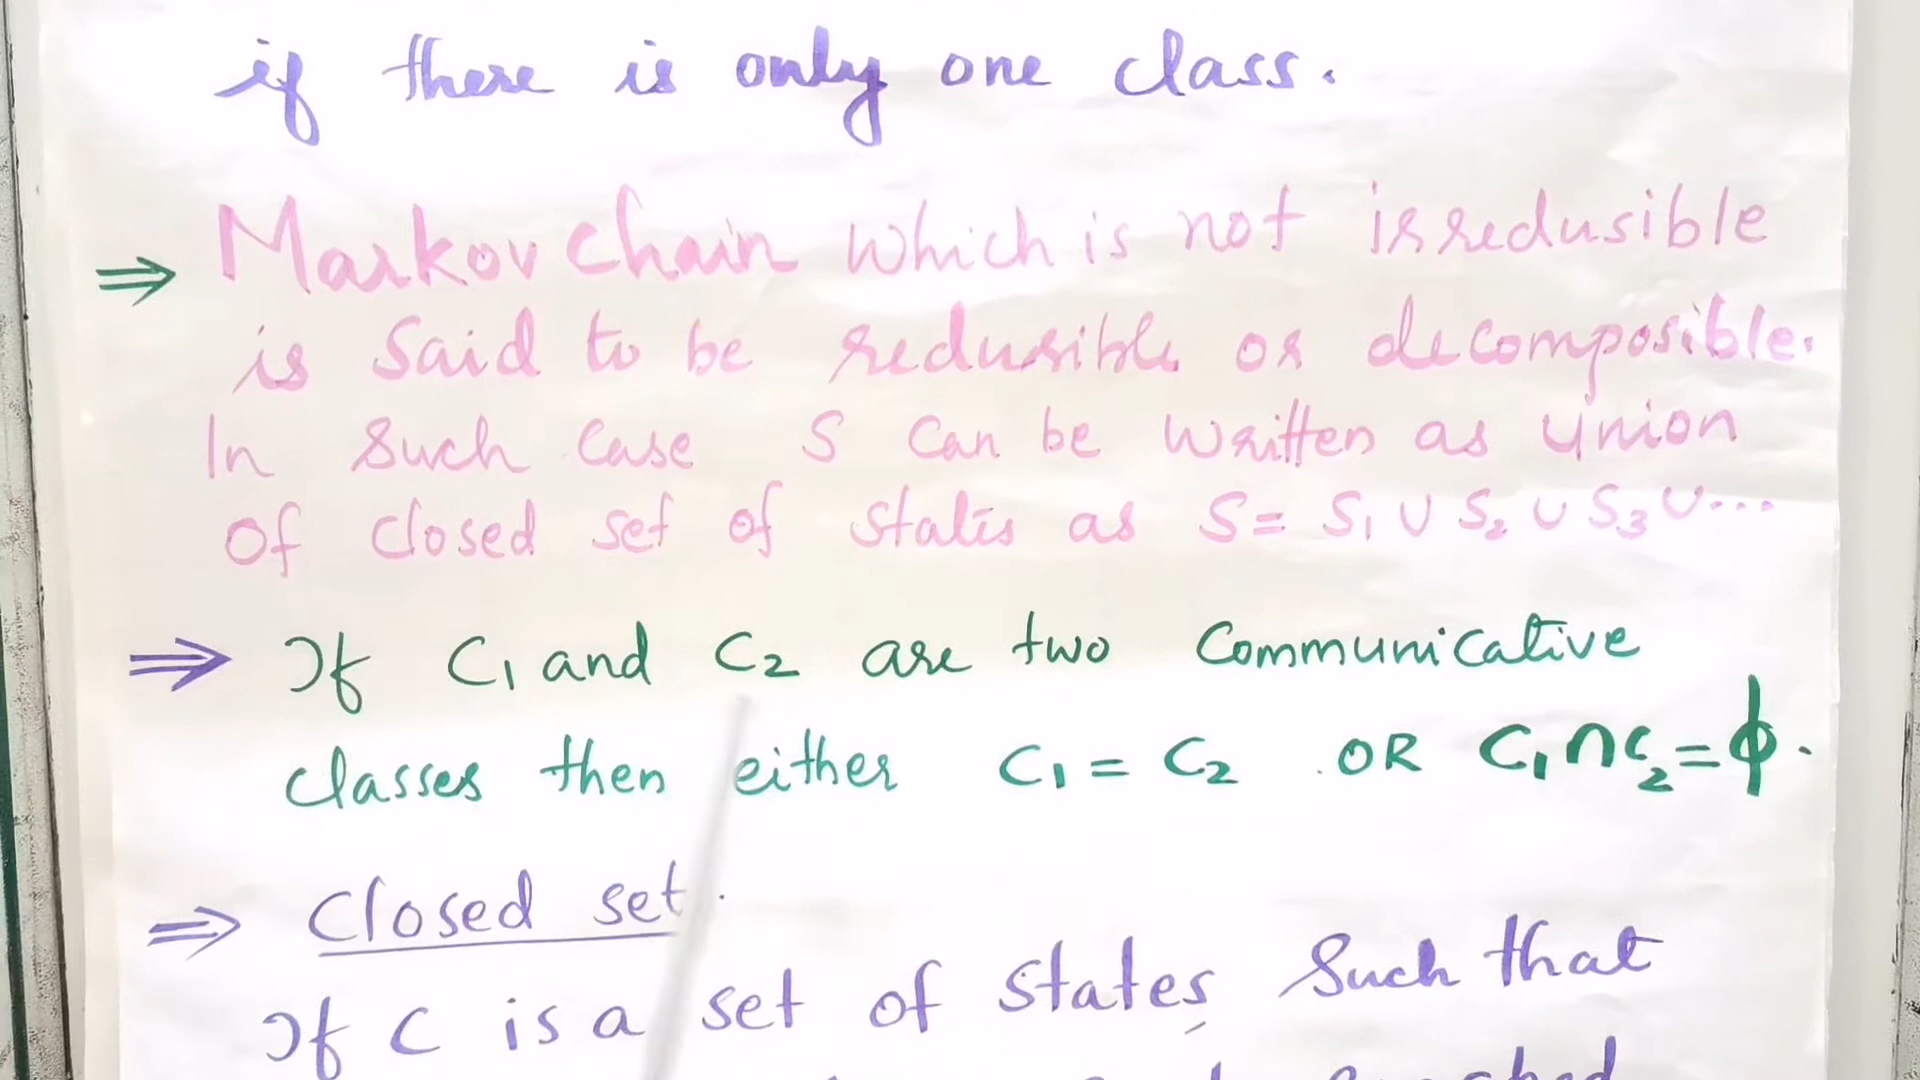 if there is only one class.
⇒ Markov chain which is not irredusible
is said to be redusible or decomposible.
In such case S can be written as union
of closed set of states as S = S₁ ∪ S₂ ∪ S₃ ∪...
⇒ If C₁ and C₂ are two communicative
classes then either C₁ = C₂ OR C₁∩C₂=ϕ.
⇒ Closed set.
If C is a set of states such that